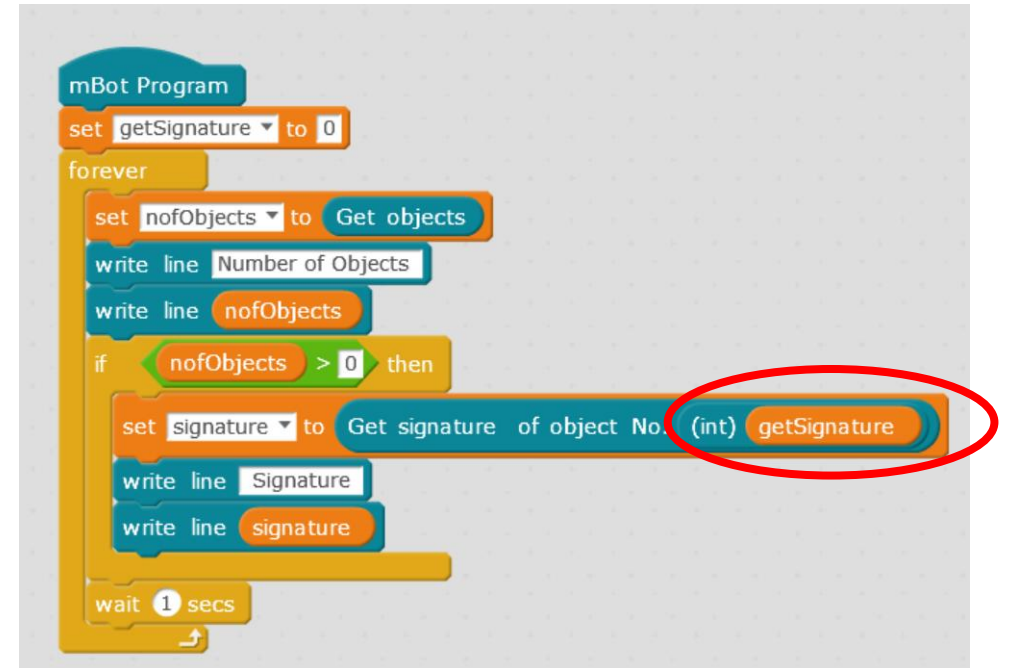 mBot Program
set getSignature to 0
forever
set nofObjects to Get objects
write line Number of Objects
write line nofObjects
if nofObjects > 0 then
set signature to Get signature of object No. (int) getSignature
write line Signature
write line signature
wait 1 secs